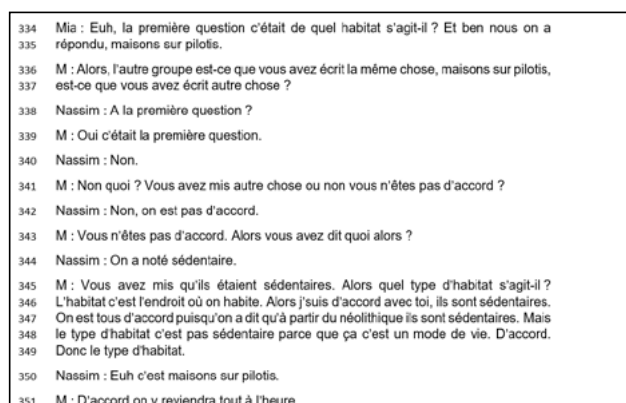 334 Mia : Euh, la première question c'était de quel habitat s'agit-il ? Et ben nous on a
335 répondu, maisons sur pilotis.
336 M : Alors, l'autre groupe est-ce que vous avez écrit la même chose, maisons sur pilotis,
337 est-ce que vous avez écrit autre chose ?
338 Nassim : A la première question ?
339 M : Oui c'était la première question.
340 Nassim : Non.
341 M : Non quoi ? Vous avez mis autre chose ou non vous n'êtes pas d'accord ?
342 Nassim : Non, on est pas d'accord.
343 M : Vous n'êtes pas d'accord. Alors vous avez dit quoi alors ?
344 Nassim : On a noté sédentaire.
345 M : Vous avez mis qu'ils étaient sédentaires. Alors quel type d'habitat s'agit-il ?
346 L'habitat c'est l'endroit où on habite. Alors j'suis d'accord avec toi, ils sont sédentaires.
347 On est tous d'accord puisqu'on a dit qu'à partir du néolithique ils sont sédentaires. Mais
348 le type d'habitat c'est pas sédentaire parce que ça c'est un mode de vie. D'accord.
349 Donc le type d'habitat.
350 Nassim : Euh c'est maisons sur pilotis.
351 M : D'accord on y reviendra tout à l'heure.